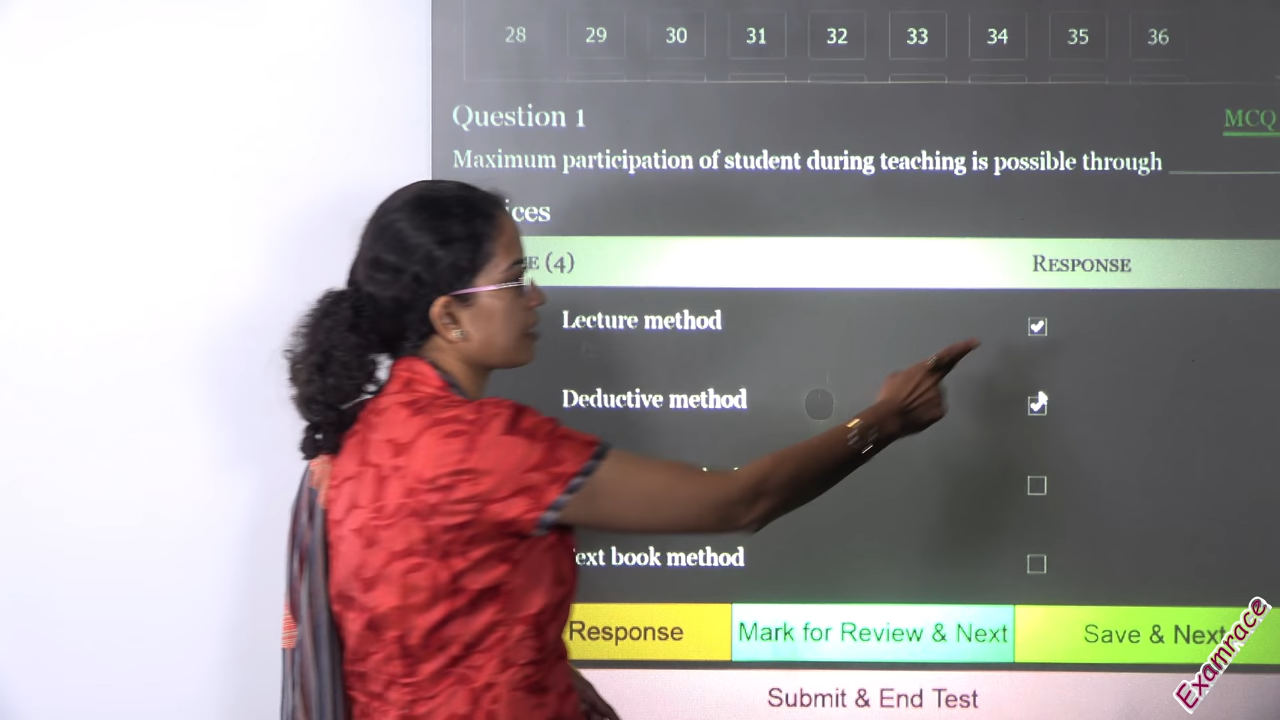 28 29 30 31 32 33 34 35 36
Question 1
MCQ
Maximum participation of student during teaching is possible through
(4) RESPONSE
Lecture method
Deductive method
book method
Response Mark for Review & Next Save & Next
Submit & End Test
Examrace